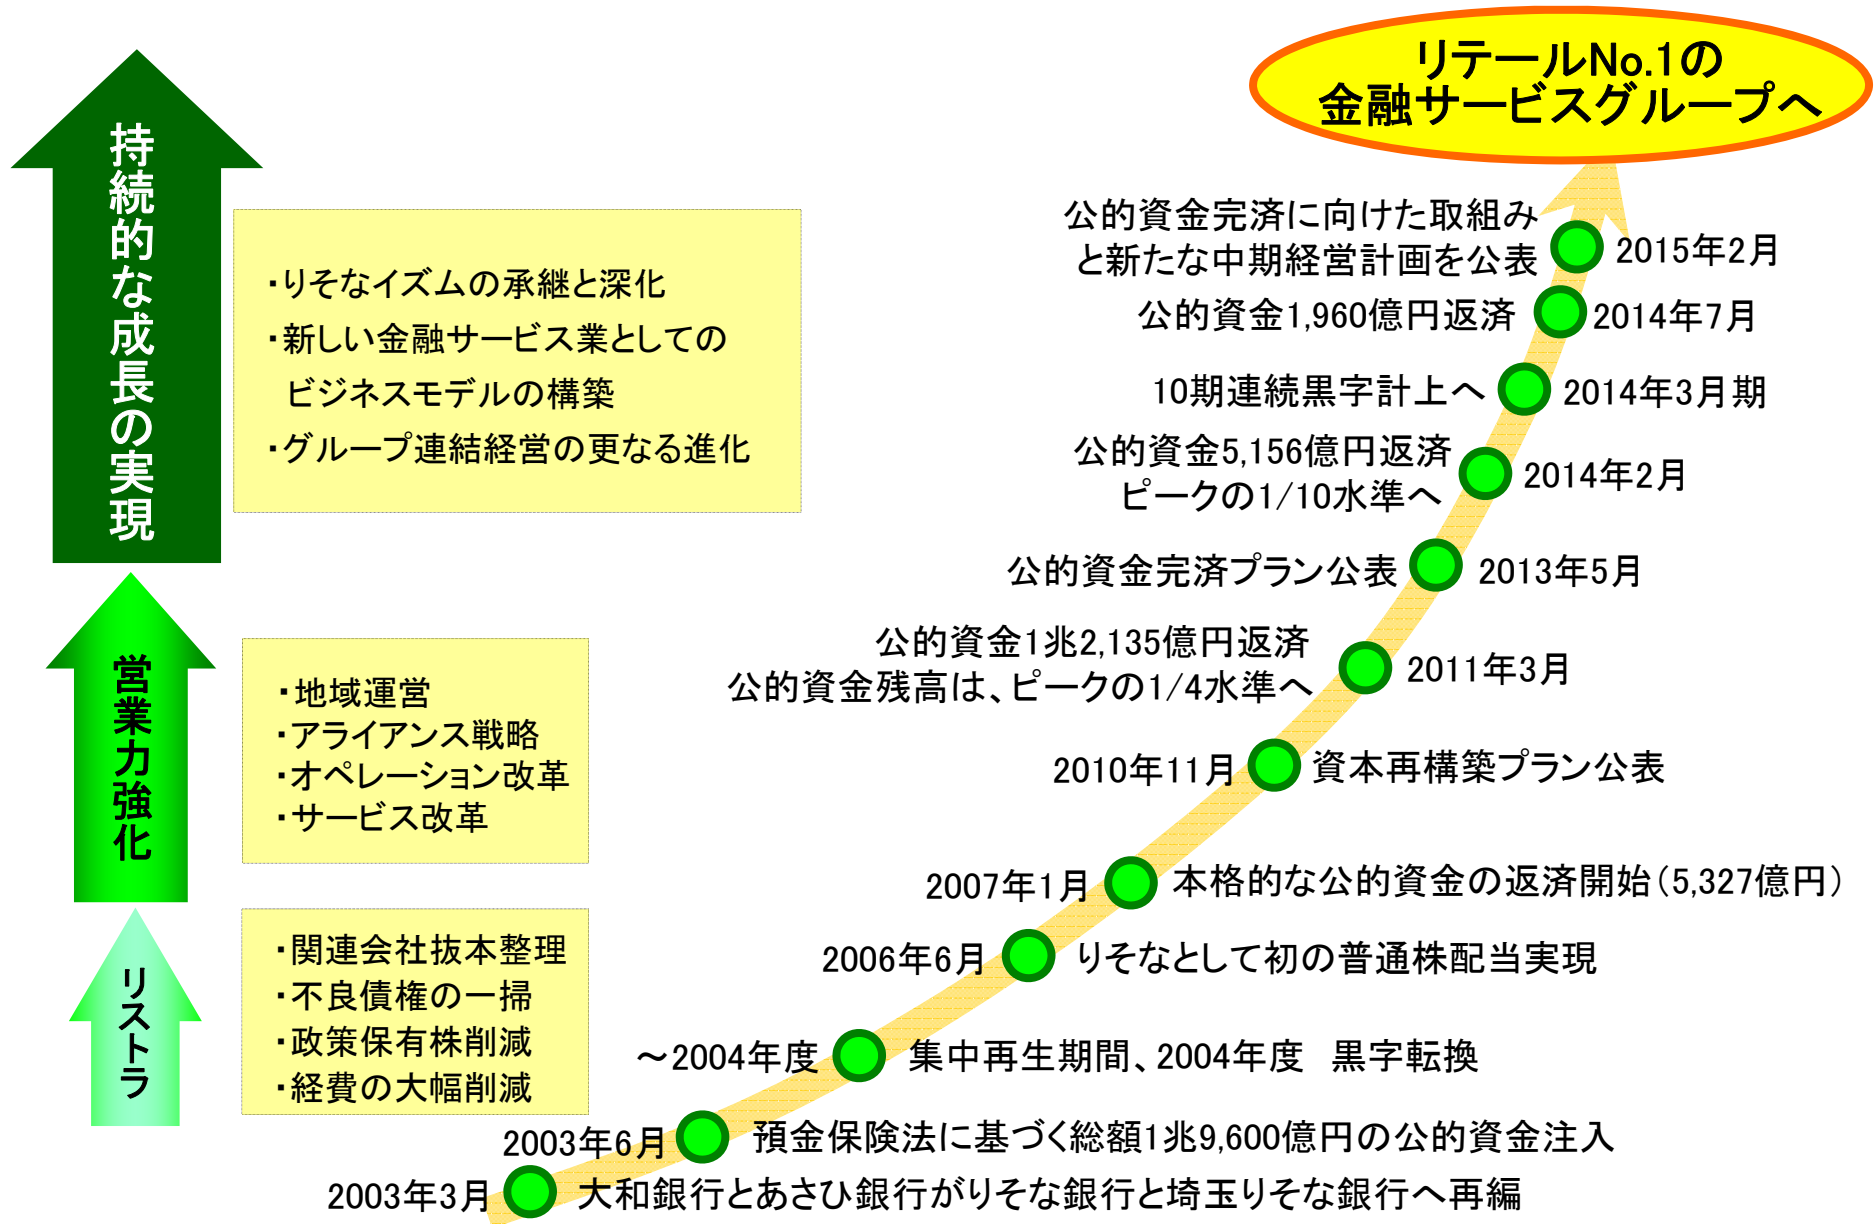 リテールNo.1の
金融サービスグループへ
持続的な成長の実現
・りそなイズムの承継と深化
・新しい金融サービス業としての
ビジネスモデルの構築
・グループ連結経営の更なる進化
営業力強化
・地域運営
・アライアンス戦略
・オペレーション改革
・サービス改革
リストラ
・関連会社抜本整理
・不良債権の一掃
・政策保有株削減
・経費の大幅削減
公的資金完済に向けた取組み
と新たな中期経営計画を公表
2015年2月
公的資金1,960億円返済
2014年7月
10期連続黒字計上へ
2014年3月期
公的資金5,156億円返済
ピークの1/10水準へ
2014年2月
公的資金完済プラン公表
2013年5月
公的資金1兆2,135億円返済
公的資金残高は、ピークの1/4水準へ
2011年3月
2010年11月
資本再構築プラン公表
2007年1月
本格的な公的資金の返済開始（5,327億円）
2006年6月
りそなとして初の普通株配当実現
～2004年度
集中再生期間、2004年度　黒字転換
2003年6月
預金保険法に基づく総額1兆9,600億円の公的資金注入
2003年3月
大和銀行とあさひ銀行がりそな銀行と埼玉りそな銀行へ再編